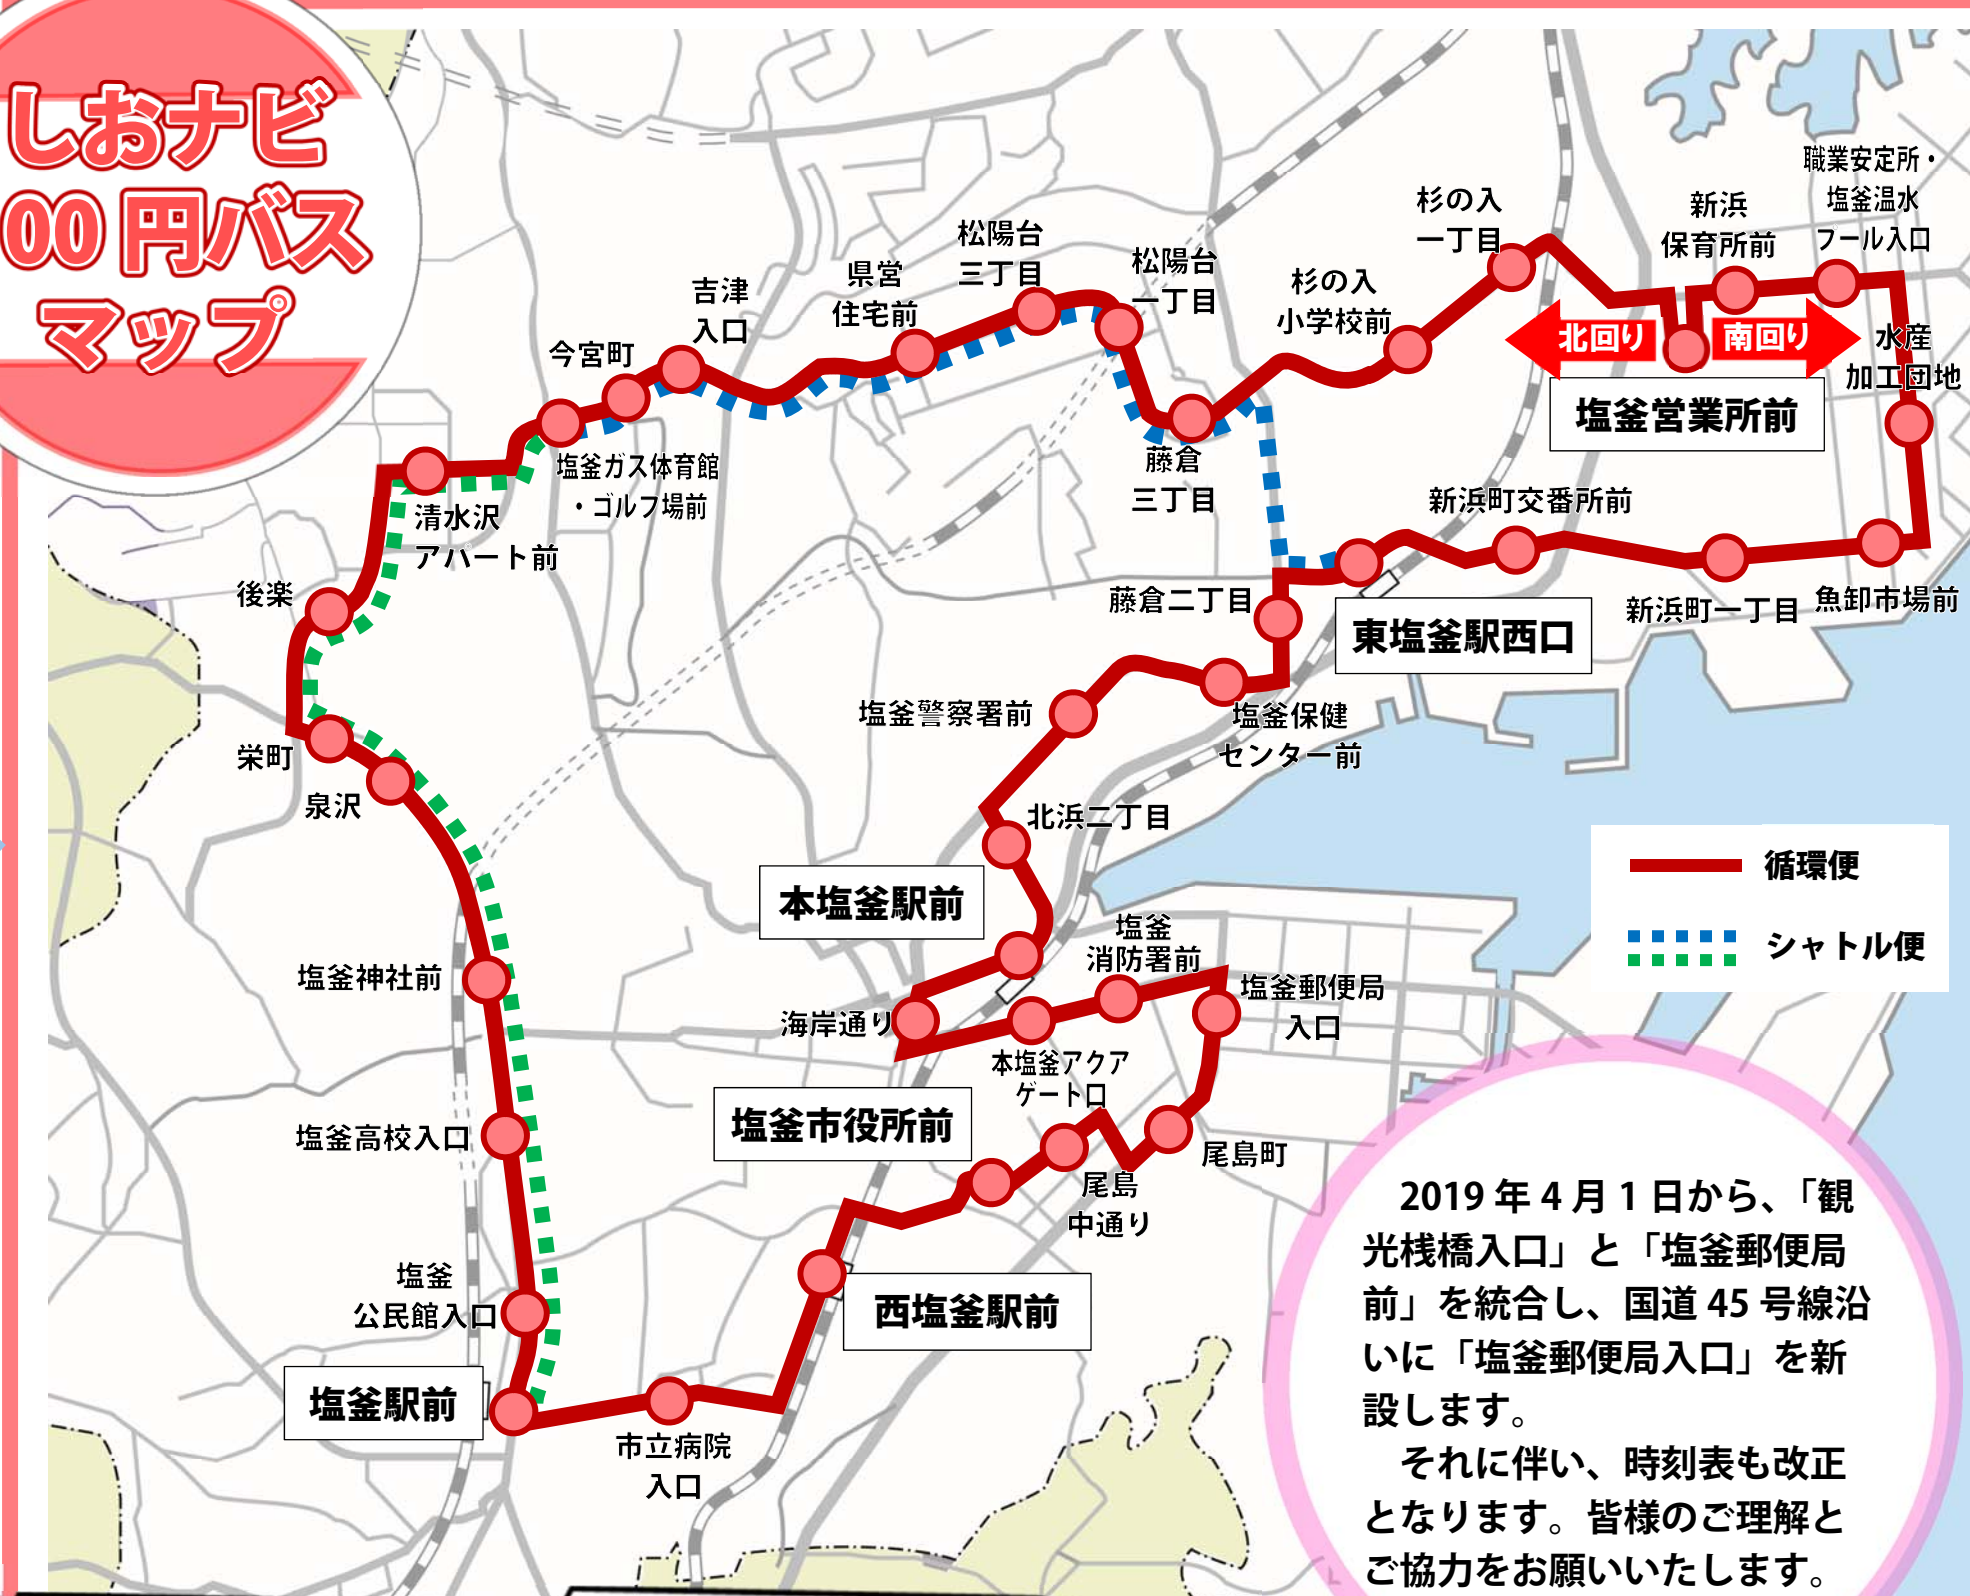 しおナビ
00 円バス
マップ
職業安定所・
塩釜温水
プール入口
杉の入
一丁目
新浜
保育所前
松陽台
三丁目
松陽台
一丁目
県営
住宅前
杉の入
小学校前
吉津
入口
今宮町
北回り
南回り
水産
加工団地
塩釜営業所前
塩釜ガス体育館
・ゴルフ場前
藤倉
三丁目
新浜町交番所前
清水沢
アパート前
後楽
藤倉二丁目
新浜町一丁目
魚卸市場前
東塩釜駅西口
塩釜警察署前
塩釜保健
センター前
栄町
泉沢
北浜二丁目
本塩釜駅前
循環便
シャトル便
塩釜
消防署前
塩釜神社前
塩釜郵便局
入口
海岸通り
本塩釜アクア
ゲート口
塩釜市役所前
塩釜高校入口
尾島町
尾島
中通り
塩釜
公民館入口
西塩釜駅前
塩釜駅前
市立病院
入口
2019 年 4 月 1 日から、「観
光桟橋入口」と「塩釜郵便局
前」を統合し、国道 45 号線沿
いに「塩釜郵便局入口」を新
設します。
それに伴い、時刻表も改正
となります。皆様のご理解と
ご協力をお願いいたします。